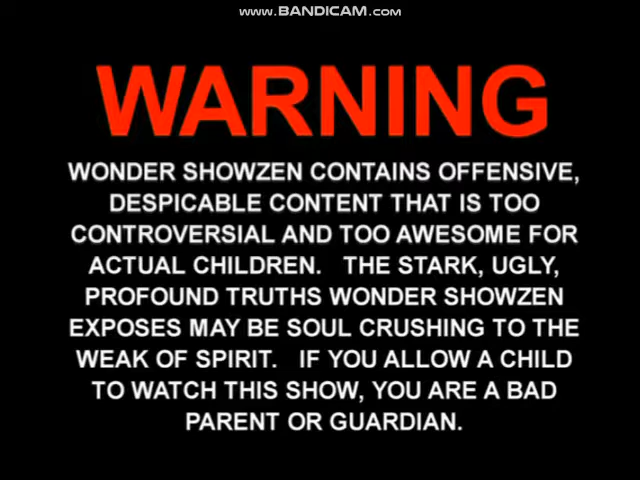 www.BANDICAM.com
WARNING
WONDER SHOWZEN CONTAINS OFFENSIVE,
DESPICABLE CONTENT THAT IS TOO
CONTROVERSIAL AND TOO AWESOME FOR
ACTUAL CHILDREN. THE STARK, UGLY,
PROFOUND TRUTHS WONDER SHOWZEN
EXPOSES MAY BE SOUL CRUSHING TO THE
WEAK OF SPIRIT. IF YOU ALLOW A CHILD
TO WATCH THIS SHOW, YOU ARE A BAD
PARENT OR GUARDIAN.